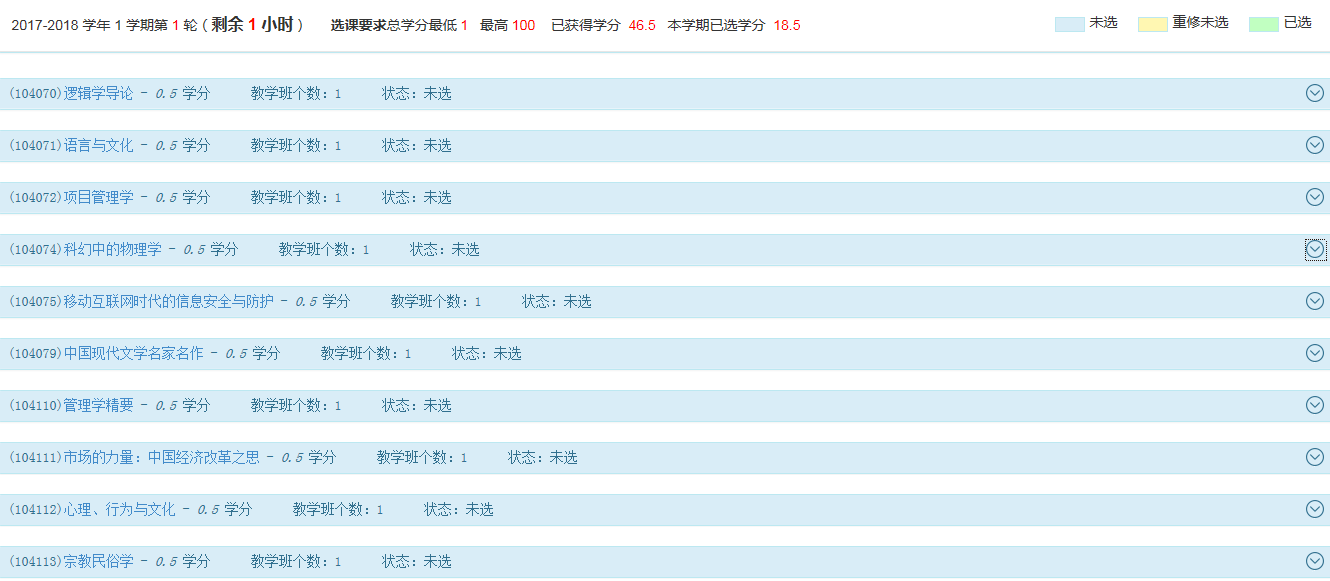 2017-2018 学年 1 学期第 1 轮 ( 剩余 1 小时 ) 选课要求总学分最低 1 最高 100 已获得学分 46.5 本学期已选学分 18.5 未选 重修未选 已选
(104070)逻辑学导论 - 0.5 学分 教学班个数：1 状态：未选
(104071)语言与文化 - 0.5 学分 教学班个数：1 状态：未选
(104072)项目管理学 - 0.5 学分 教学班个数：1 状态：未选
(104074)科幻中的物理学 - 0.5 学分 教学班个数：1 状态：未选
(104075)移动互联网时代的信息安全与防护 - 0.5 学分 教学班个数：1 状态：未选
(104079)中国现代文学名家名作 - 0.5 学分 教学班个数：1 状态：未选
(104110)管理学精要 - 0.5 学分 教学班个数：1 状态：未选
(104111)市场的力量：中国经济改革之思 - 0.5 学分 教学班个数：1 状态：未选
(104112)心理、行为与文化 - 0.5 学分 教学班个数：1 状态：未选
(104113)宗教民俗学 - 0.5 学分 教学班个数：1 状态：未选